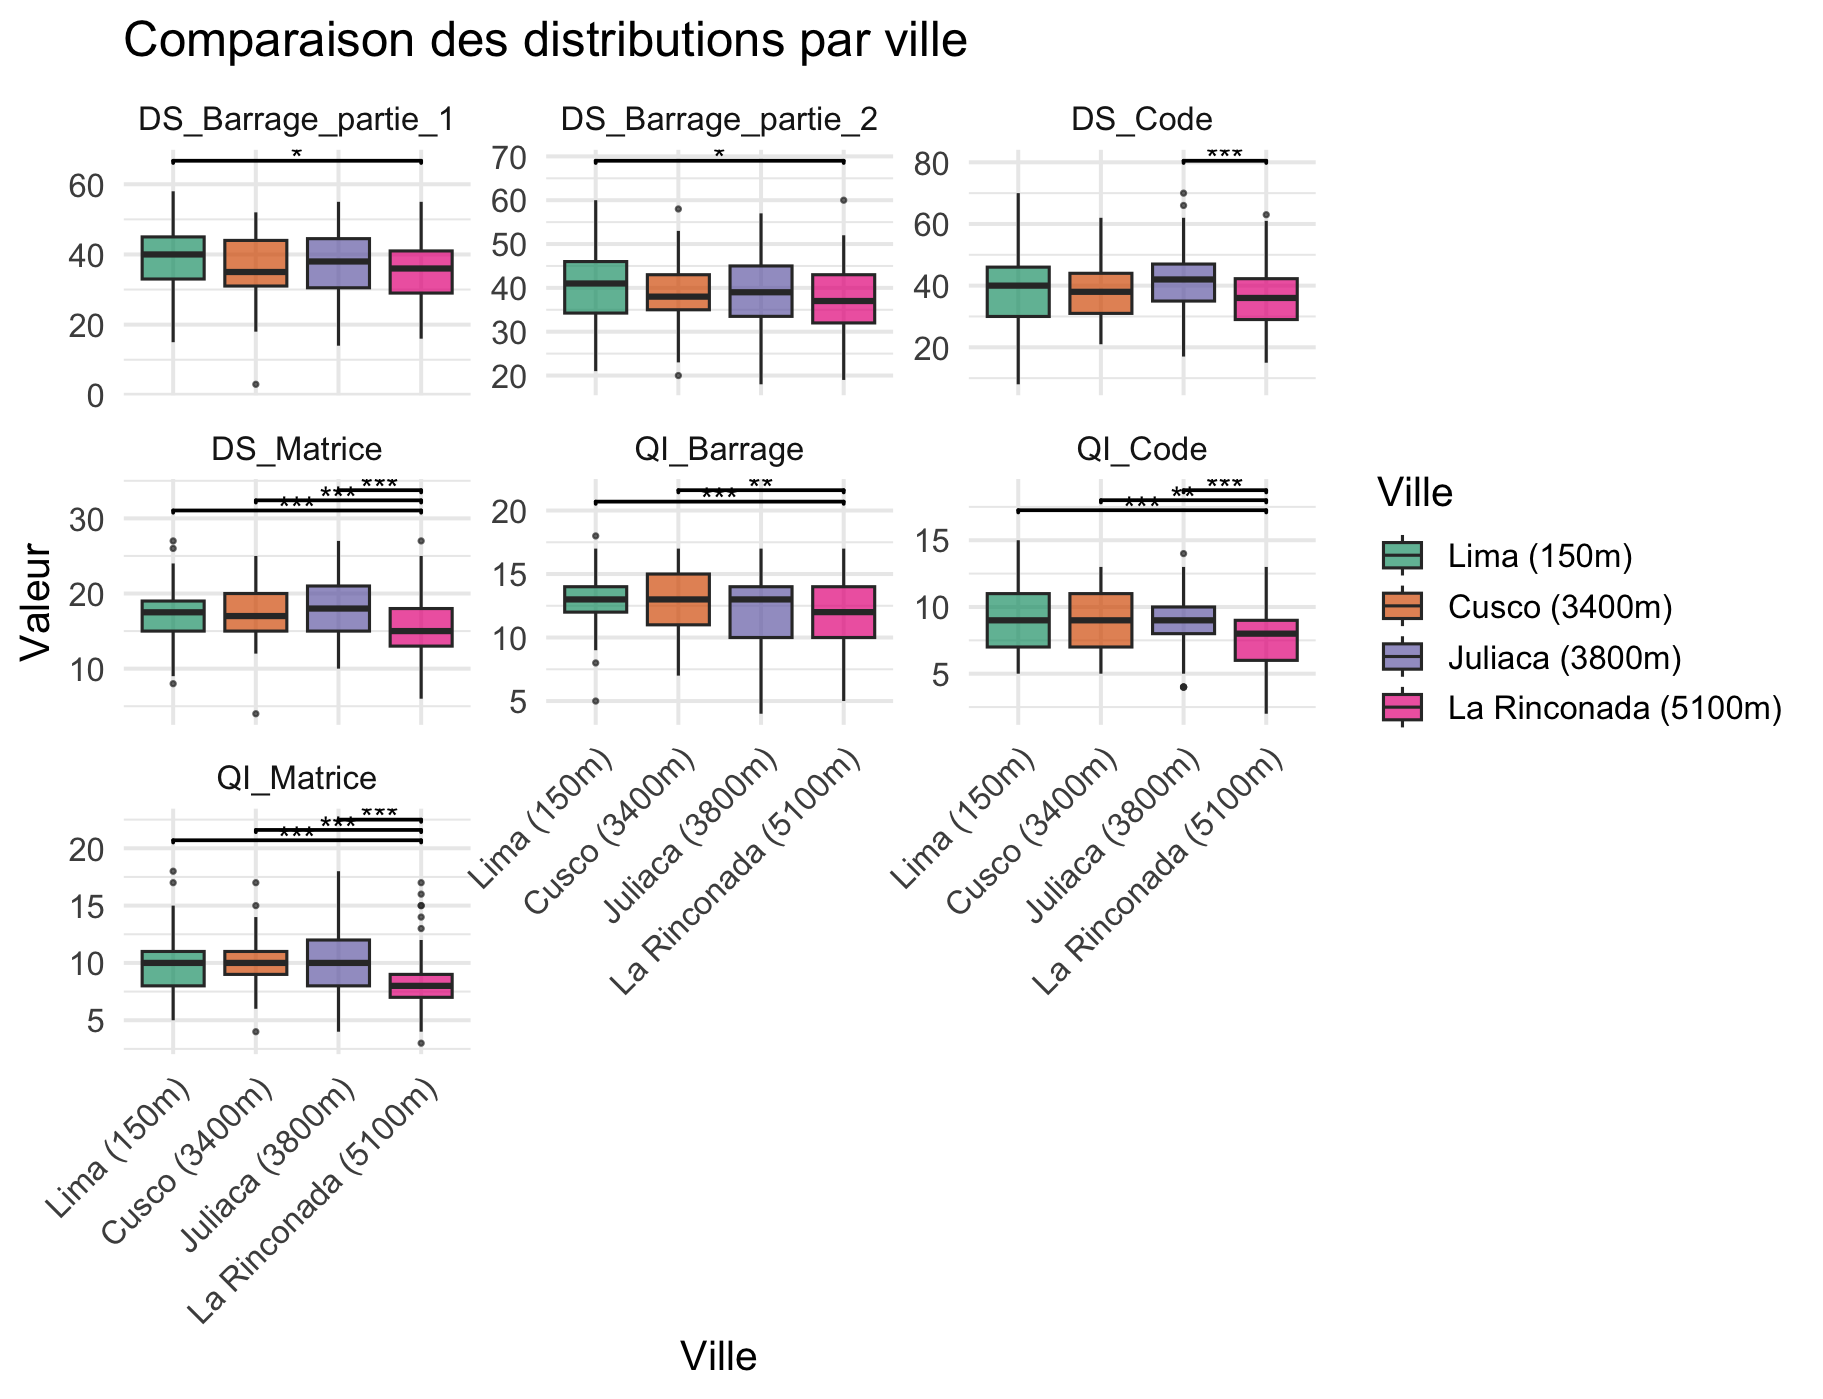 Comparaison des distributions par ville
DS_Barrage_partie_1
DS_Barrage_partie_2
DS_Code
*
60
40
20
0
*
70
60
50
40
30
20
***
80
60
40
20
DS_Matrice
QI_Barrage
QI_Code
***
***
***
30
20
10
**
***
20
15
10
5
***
**
***
15
10
5
Lima (150m)
Cusco (3400m)
Juliaca (3800m)
La Rinconada (5100m)
Lima (150m)
Cusco (3400m)
Juliaca (3800m)
La Rinconada (5100m)
QI_Matrice
***
***
***
20
15
10
5
Lima (150m)
Cusco (3400m)
Juliaca (3800m)
La Rinconada (5100m)
Valeur
Ville
Ville
Lima (150m)
Cusco (3400m)
Juliaca (3800m)
La Rinconada (5100m)